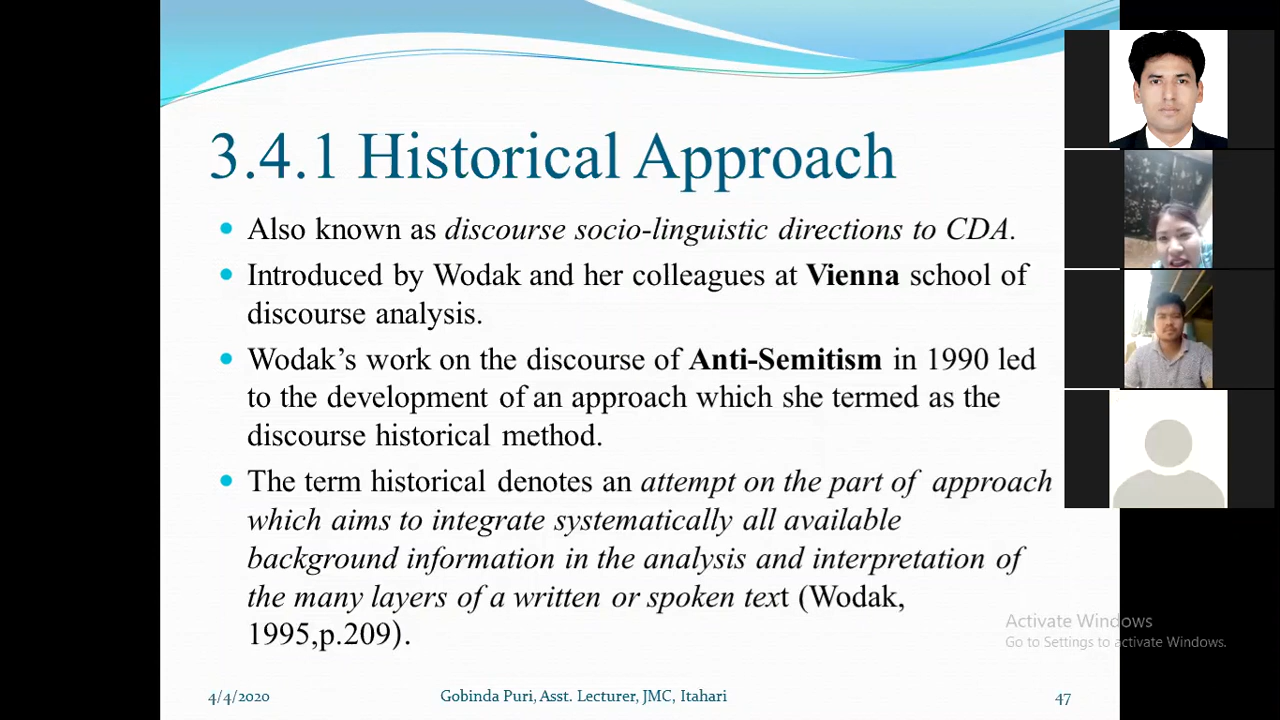 3.4.1 Historical Approach
Also known as discourse socio-linguistic directions to CDA.
Introduced by Wodak and her colleagues at Vienna school of
discourse analysis.
Wodak’s work on the discourse of Anti-Semitism in 1990 led
to the development of an approach which she termed as the
discourse historical method.
The term historical denotes an attempt on the part of approach
which aims to integrate systematically all available
background information in the analysis and interpretation of
the many layers of a written or spoken text (Wodak,
1995,p.209).
Activate Windows
Go to Settings to activate Windows.
4/4/2020
Gobinda Puri, Asst. Lecturer, JMC, Itahari
47